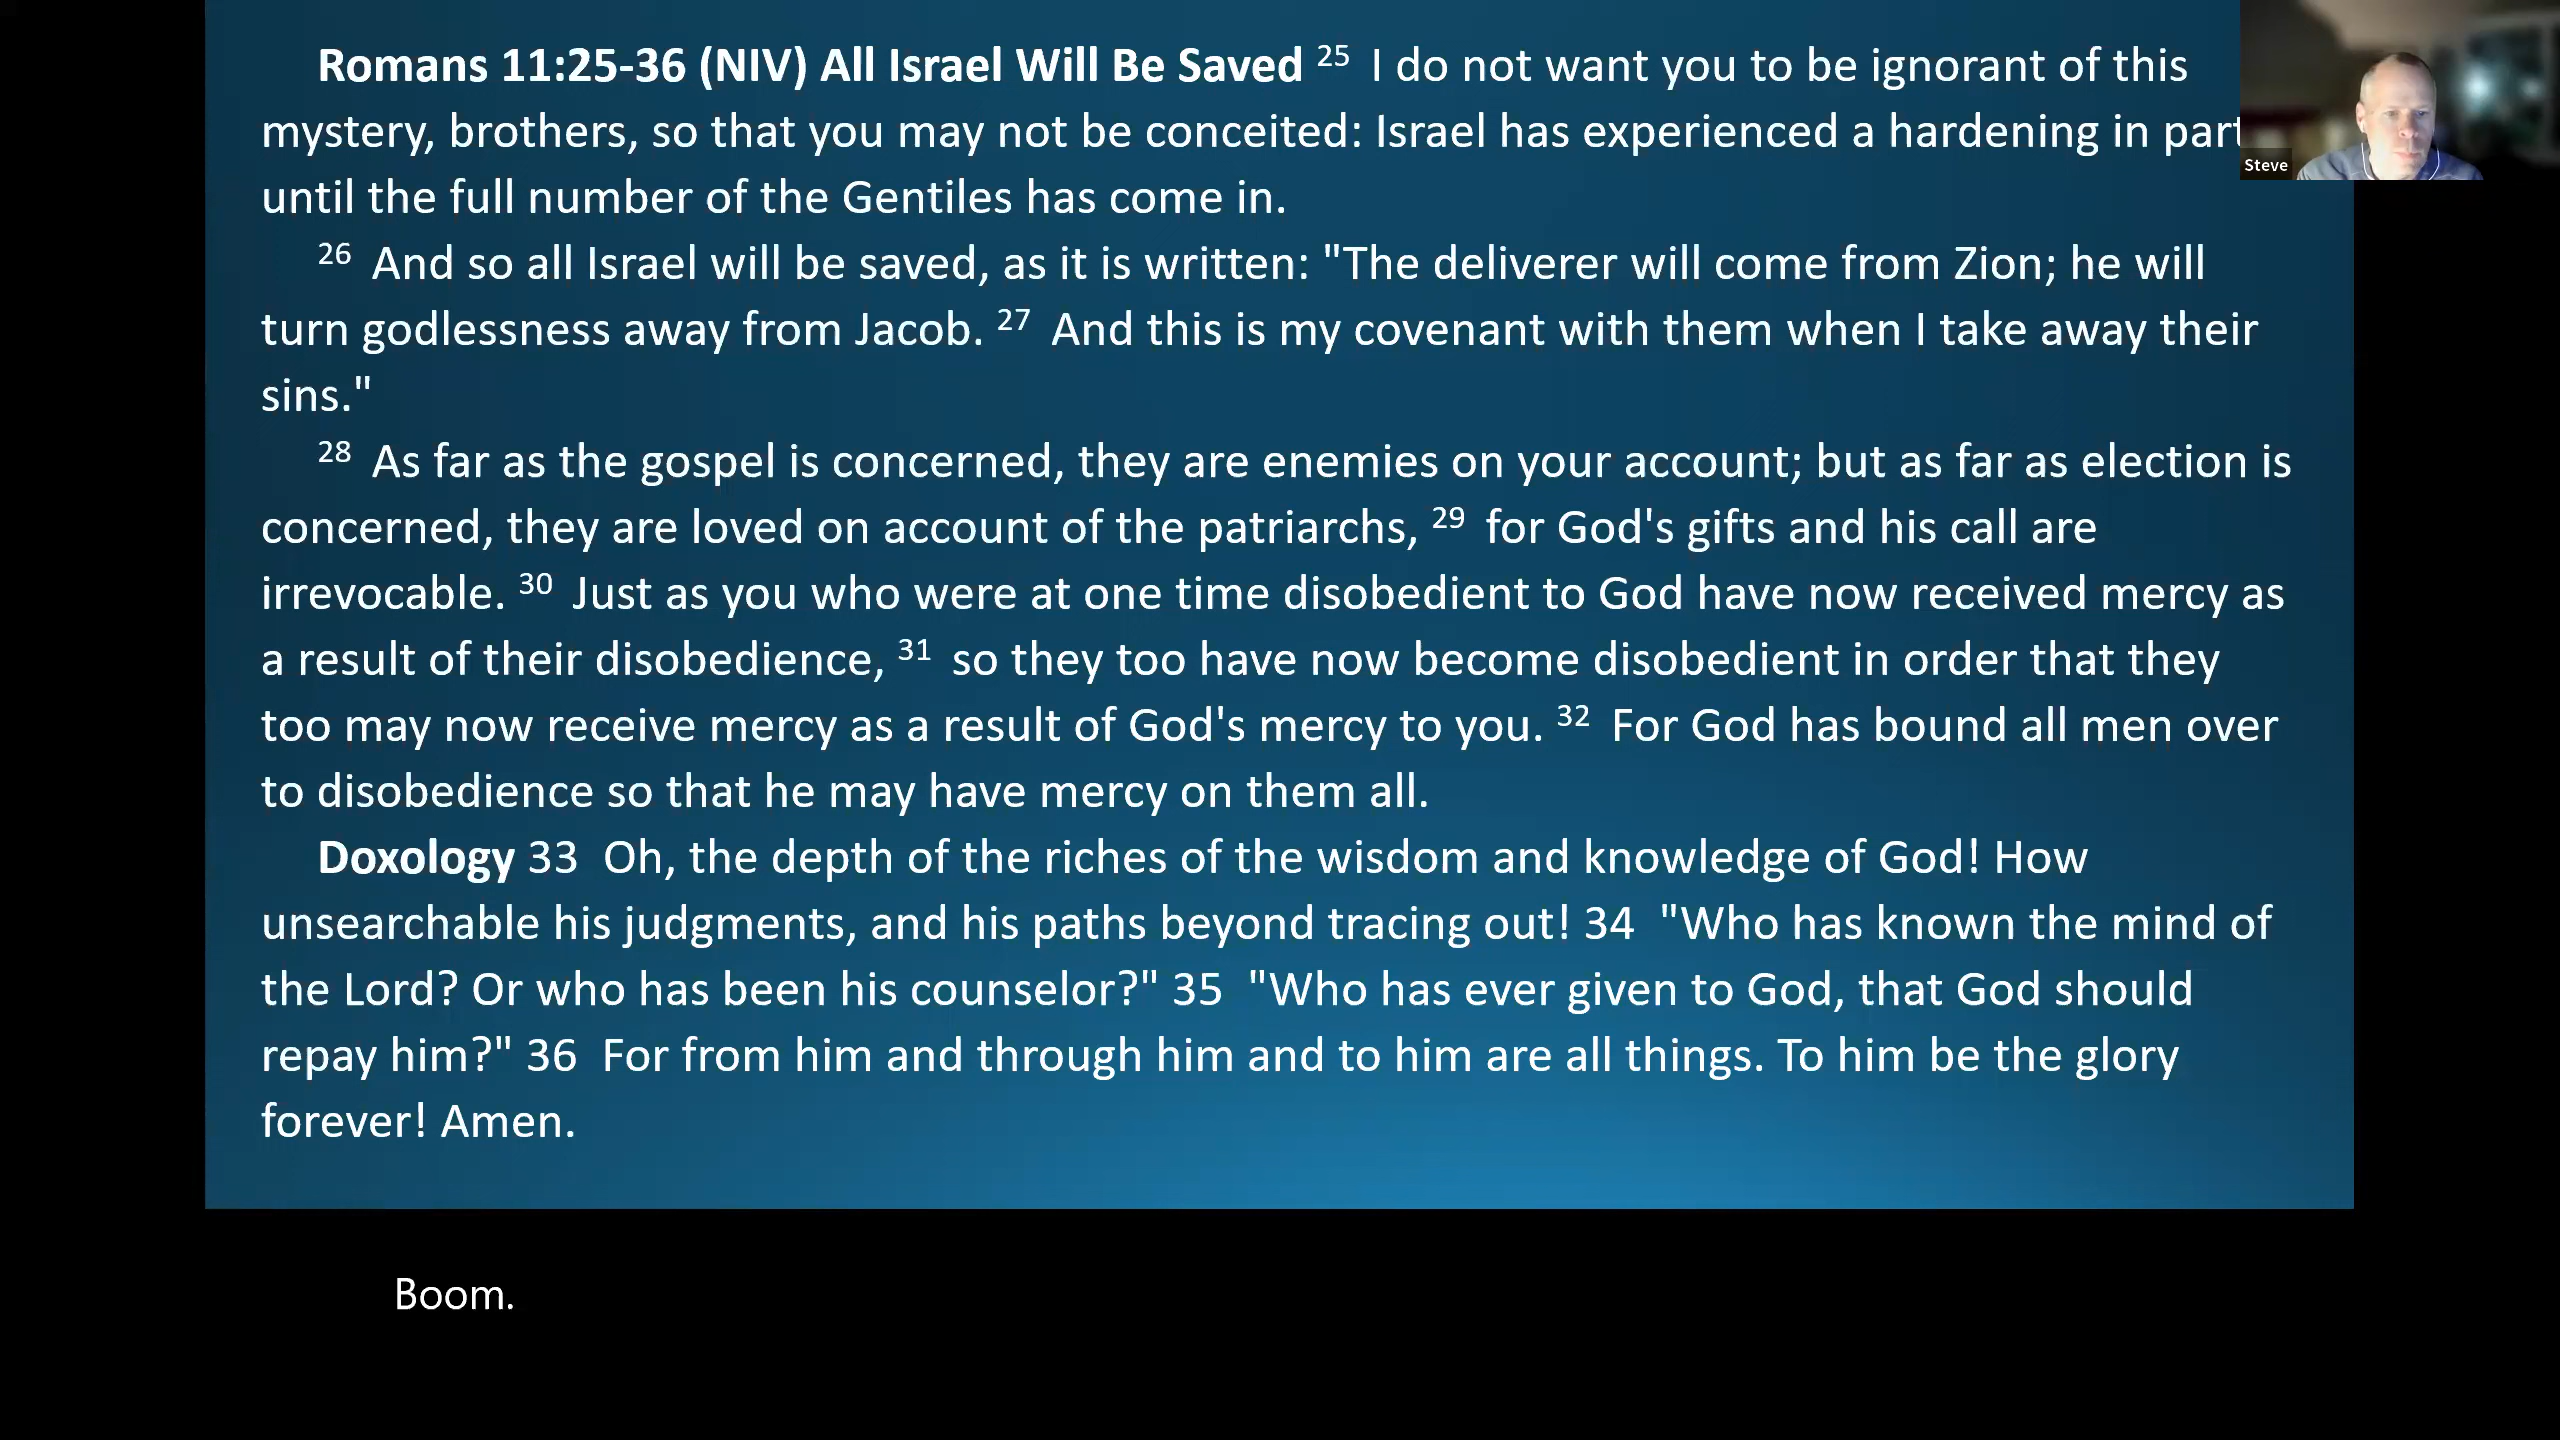 Romans 11:25-36 (NIV) All Israel Will Be Saved 25 I do not want you to be ignorant of this
mystery, brothers, so that you may not be conceited: Israel has experienced a hardening in part
until the full number of the Gentiles has come in.
26 And so all Israel will be saved, as it is written: "The deliverer will come from Zion; he will
turn godlessness away from Jacob. 27 And this is my covenant with them when I take away their
sins."
28 As far as the gospel is concerned, they are enemies on your account; but as far as election is
concerned, they are loved on account of the patriarchs, 29 for God's gifts and his call are
irrevocable. 30 Just as you who were at one time disobedient to God have now received mercy as
a result of their disobedience, 31 so they too have now become disobedient in order that they
too may now receive mercy as a result of God's mercy to you. 32 For God has bound all men over
to disobedience so that he may have mercy on them all.
Doxology 33 Oh, the depth of the riches of the wisdom and knowledge of God! How
unsearchable his judgments, and his paths beyond tracing out! 34 "Who has known the mind of
the Lord? Or who has been his counselor?" 35 "Who has ever given to God, that God should
repay him?" 36 For from him and through him and to him are all things. To him be the glory
forever! Amen.
Steve
Boom.